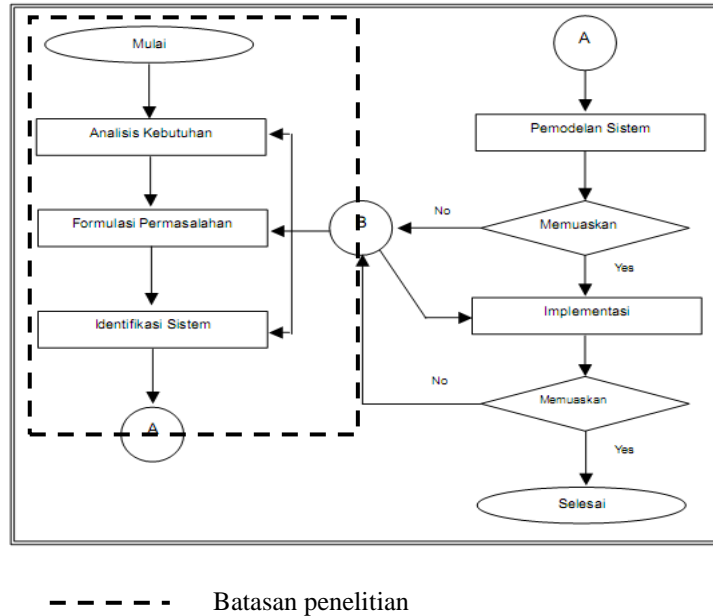 Mulai
Analisis Kebutuhan
Formulasi Permasalahan
Identifikasi Sistem
A
B
A
Pemodelan Sistem
Memuaskan
No
Yes
Implementasi
No
Memuaskan
Yes
Selesai
Batasan penelitian